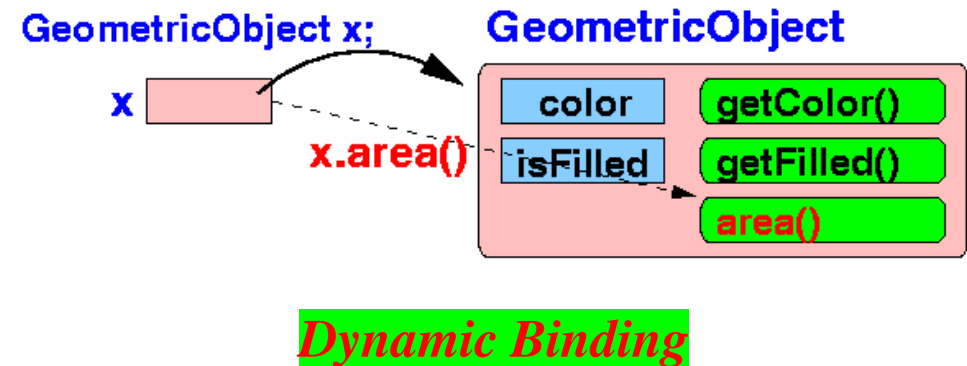 GeometricObject x;
GeometricObject
x
color
getColor()
x.area()
isFilled
getFilled()
area()
Dynamic Binding